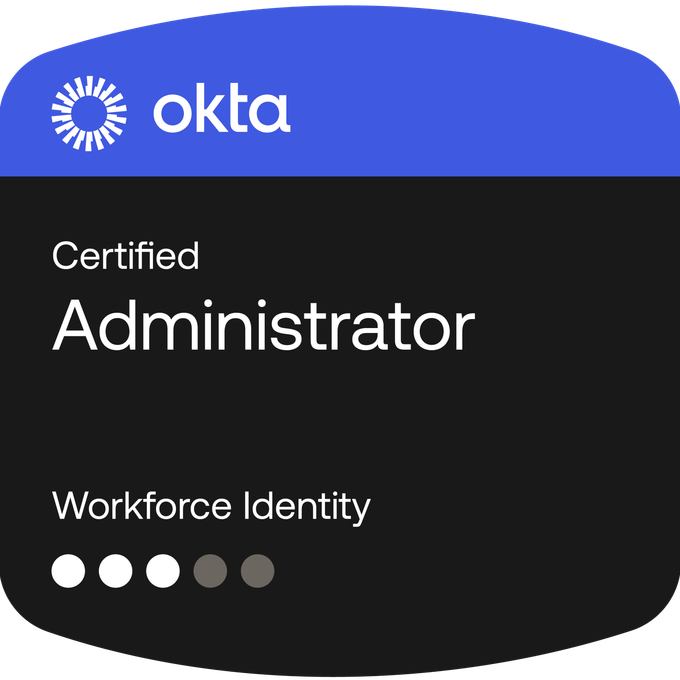 okta
Certified
Administrator
Workforce Identity